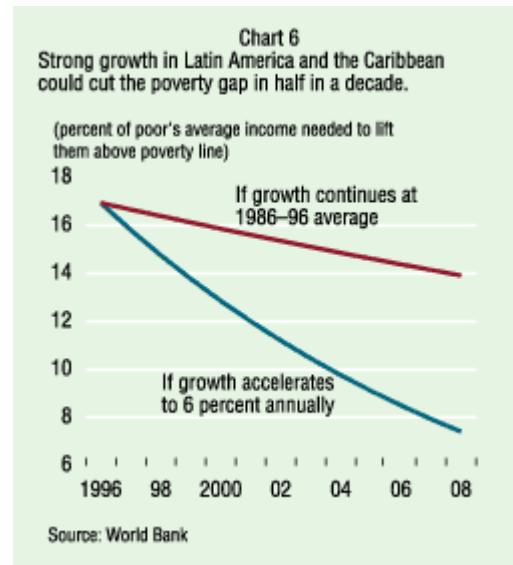 Chart 6
Strong growth in Latin America and the Caribbean
could cut the poverty gap in half in a decade.
(percent of poor's average income needed to lift
them above poverty line)
18
If growth continues at
1986–96 average
16
14
12
10
If growth accelerates
to 6 percent annually
8
6
1996 98 2000 02 04 06 08
Source: World Bank